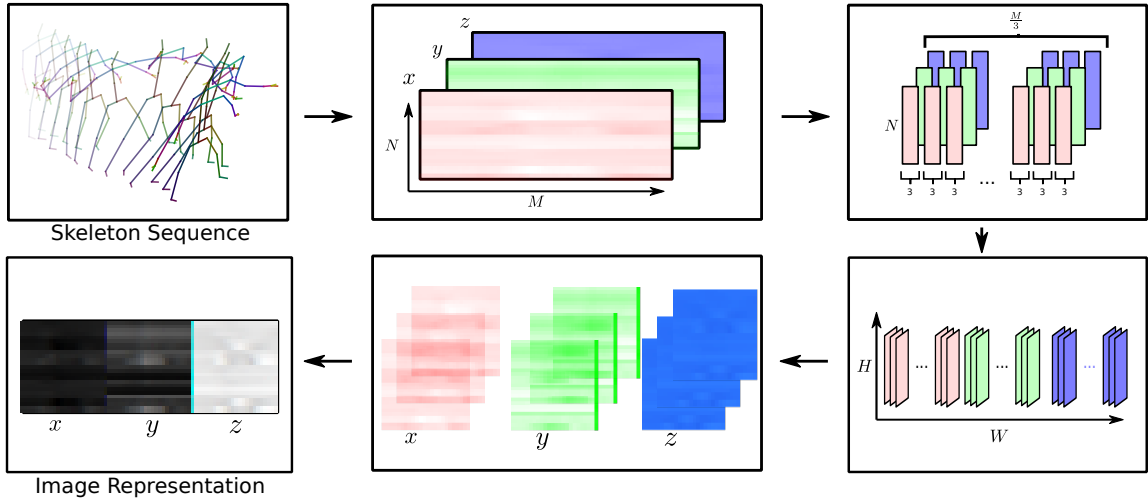 Skeleton Sequence
z
y
x
N
M
M/3
N
3 3 3 ... 3 3 3
H
... ... ...
W
x y z
x y z
Image Representation